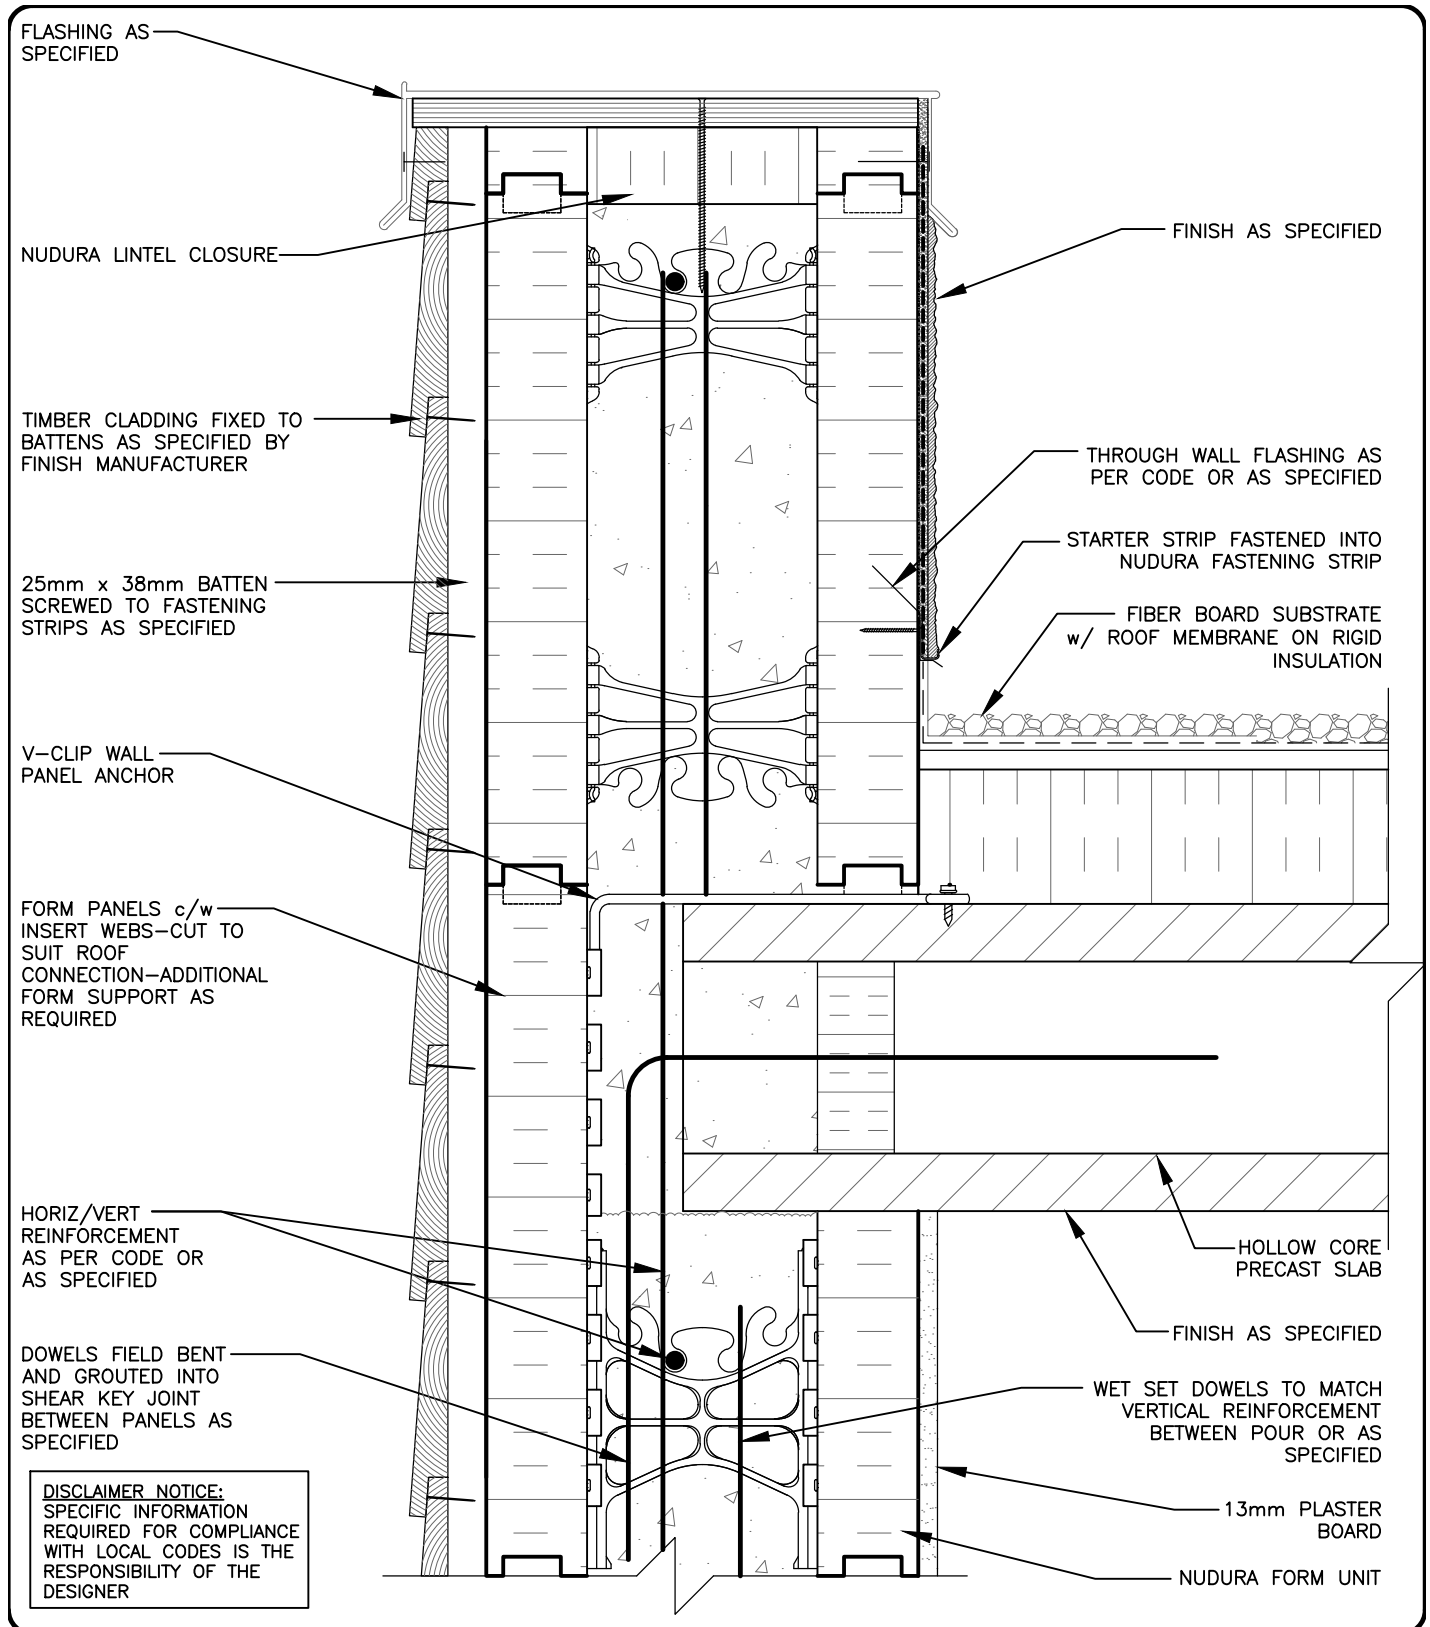 FLASHING AS
SPECIFIED
NUDURA LINTEL CLOSURE
TIMBER CLADDING FIXED TO
BATTENS AS SPECIFIED BY
FINISH MANUFACTURER
25mm x 38mm BATTEN
SCREWED TO FASTENING
STRIPS AS SPECIFIED
V-CLIP WALL
PANEL ANCHOR
FORM PANELS c/w
INSERT WEBS-CUT TO
SUIT ROOF
CONNECTION-ADDITIONAL
FORM SUPPORT AS
REQUIRED
HORIZ/VERT
REINFORCEMENT
AS PER CODE OR
AS SPECIFIED
DOWELS FIELD BENT
AND GROUTED INTO
SHEAR KEY JOINT
BETWEEN PANELS AS
SPECIFIED
DISCLAIMER NOTICE:
SPECIFIC INFORMATION
REQUIRED FOR COMPLIANCE
WITH LOCAL CODES IS THE
RESPONSIBILITY OF THE
DESIGNER
FINISH AS SPECIFIED
THROUGH WALL FLASHING AS
PER CODE OR AS SPECIFIED
STARTER STRIP FASTENED INTO
NUDURA FASTENING STRIP
FIBER BOARD SUBSTRATE
w/ ROOF MEMBRANE ON RIGID
INSULATION
HOLLOW CORE
PRECAST SLAB
FINISH AS SPECIFIED
WET SET DOWELS TO MATCH
VERTICAL REINFORCEMENT
BETWEEN POUR OR AS
SPECIFIED
13mm PLASTER
BOARD
NUDURA FORM UNIT